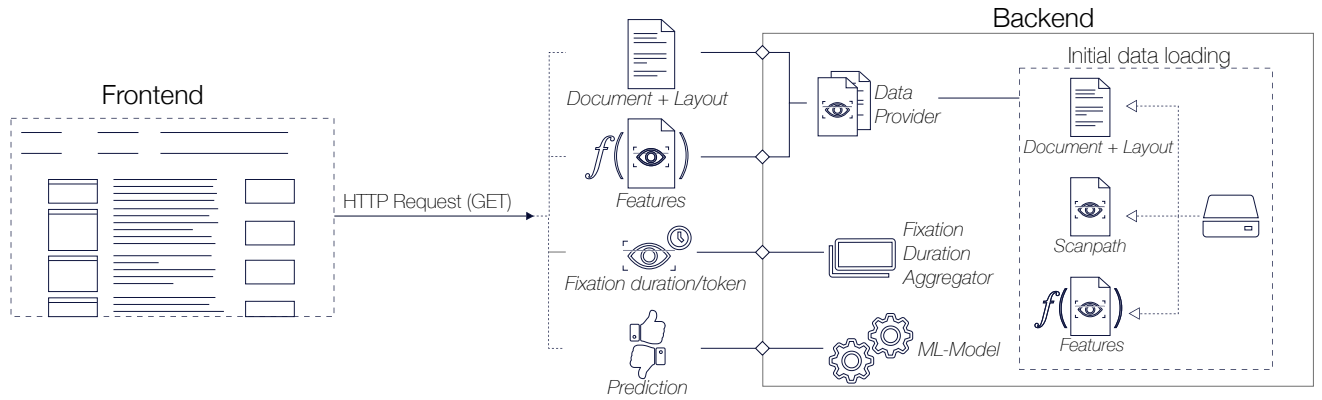 Backend
Frontend
HTTP Request (GET)
Document + Layout
f( )
Features
Fixation duration/token
Prediction
Data
Provider
Fixation
Duration
Aggregator
ML-Model
Initial data loading
Document + Layout
Scanpath
f( )
Features